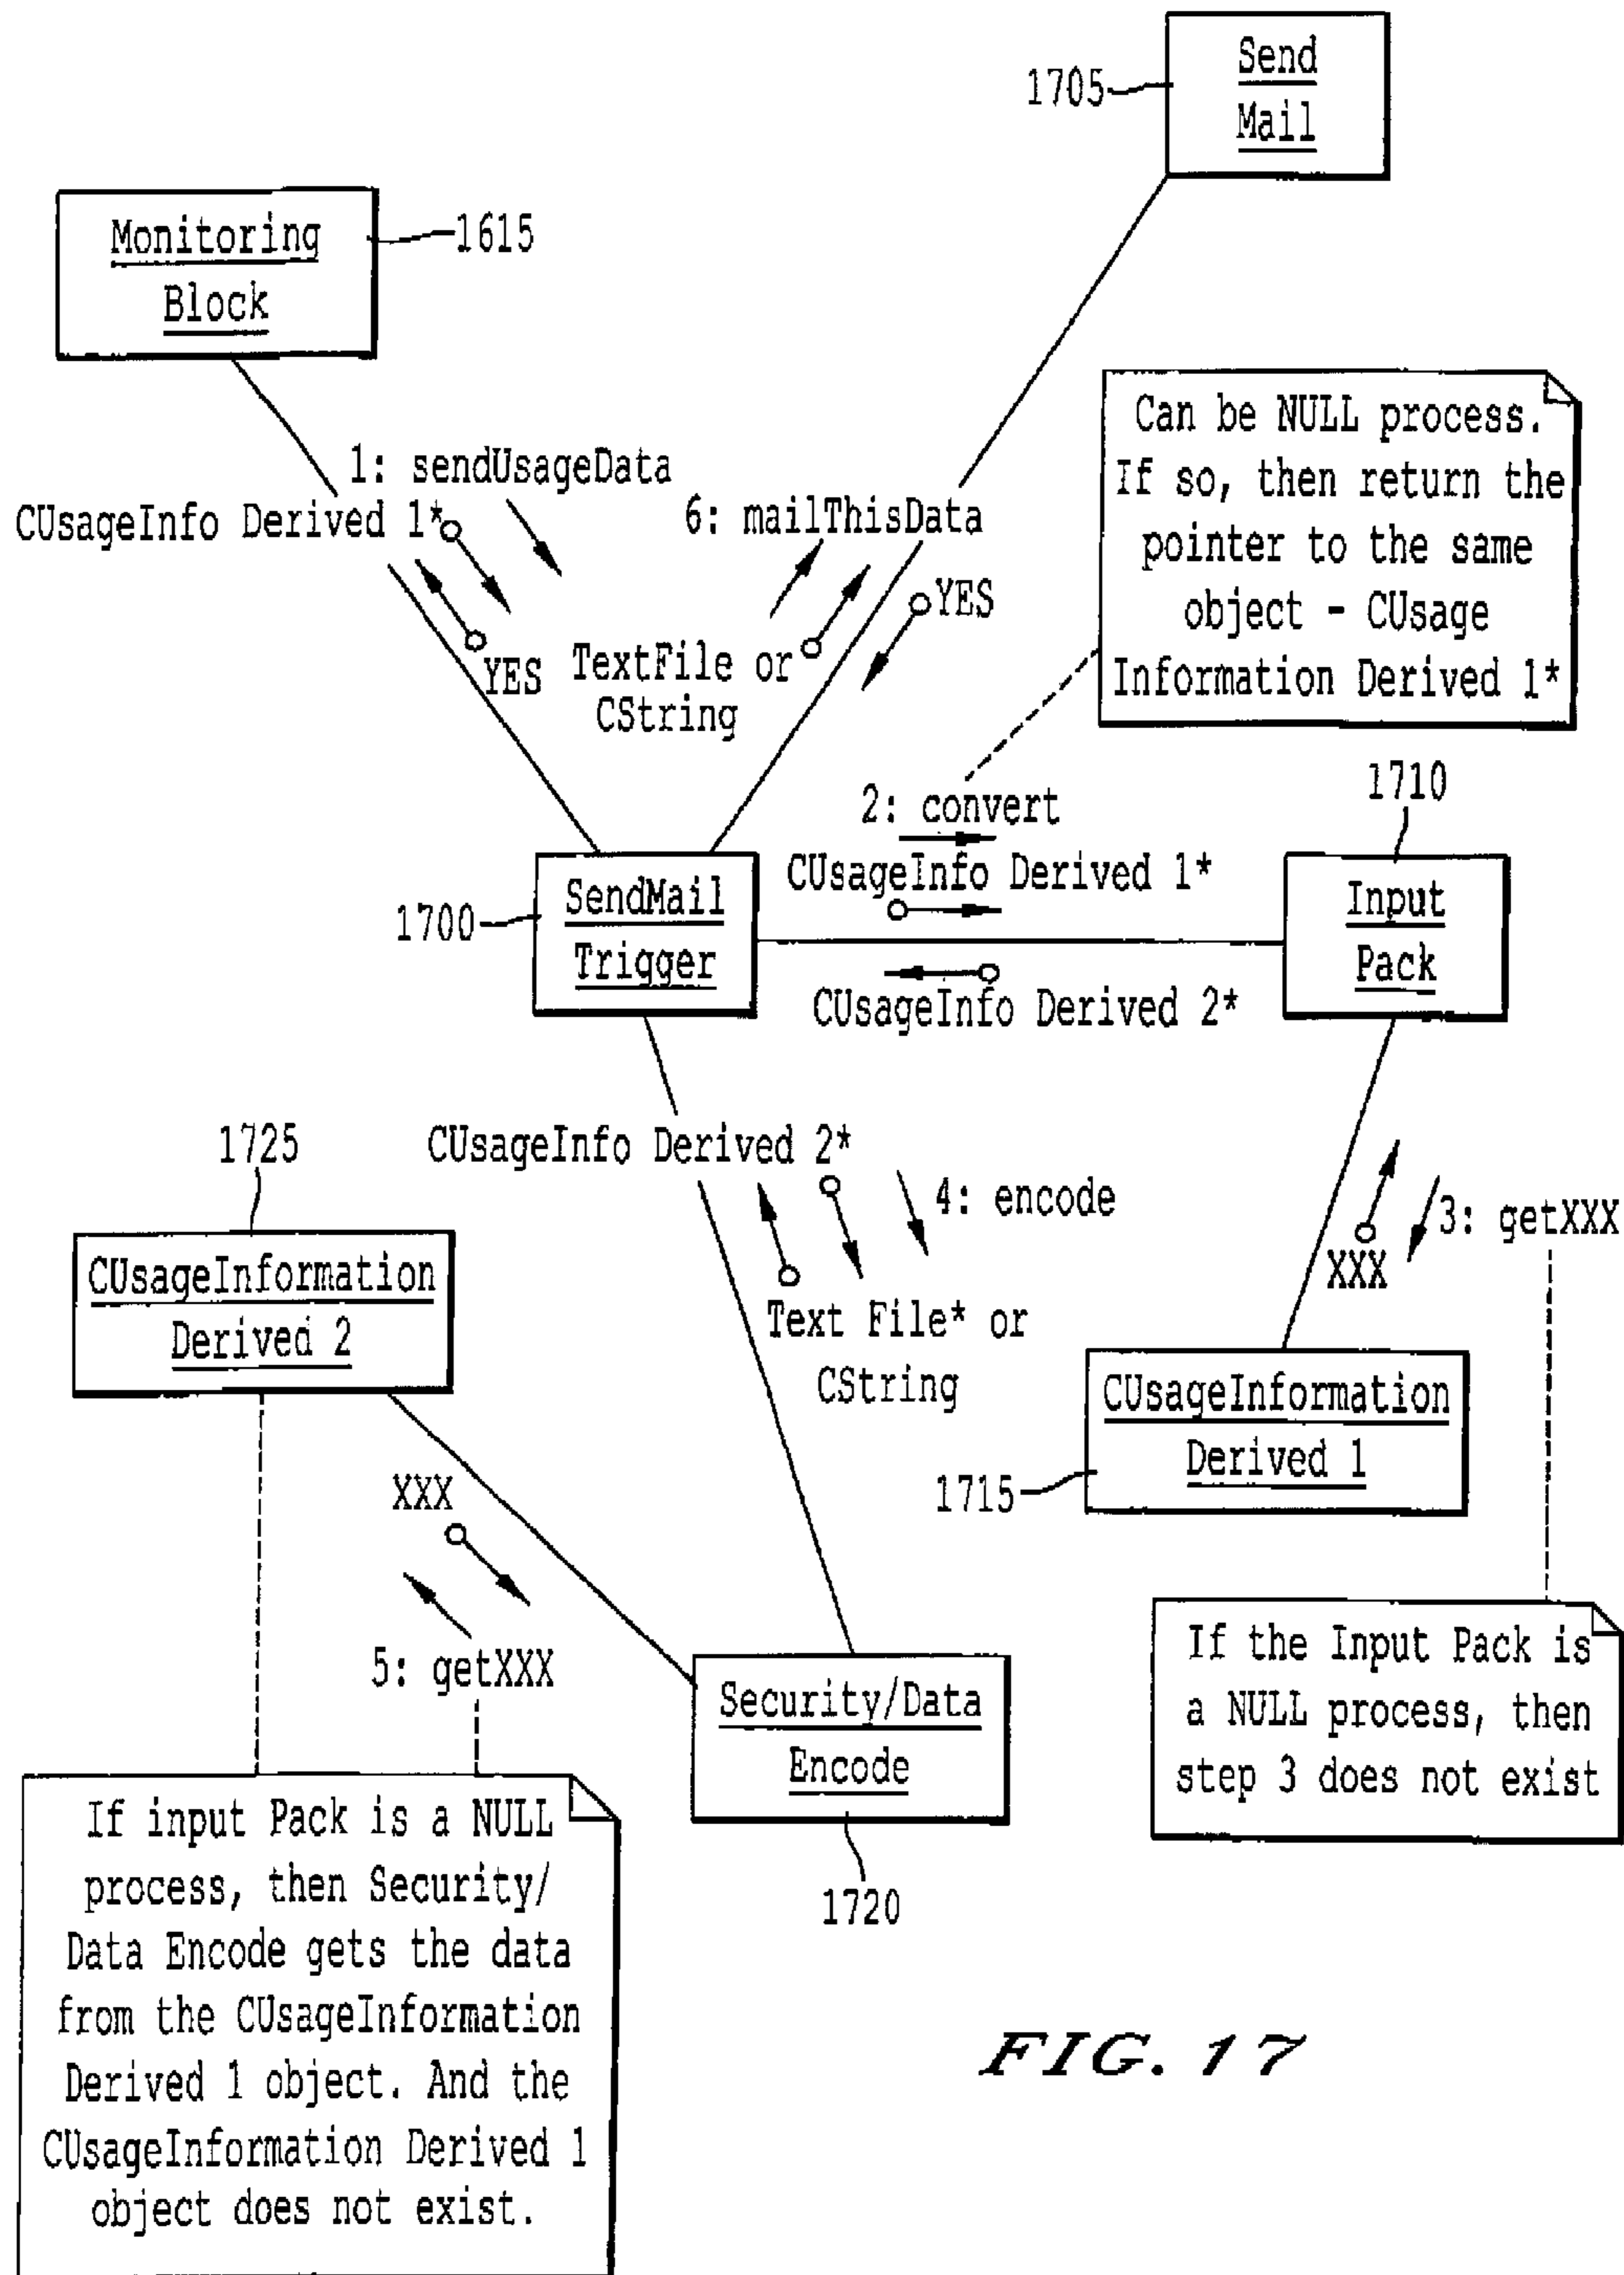 1705
Send
Mail
Monitoring
Block
1615
1: sendUsageData
CUsageInfo Derived 1*
YES
6: mailThisData
TextFile or
CString
YES
Can be NULL process.
If so, then return the
pointer to the same
object - CUsage
Information Derived 1*
2: convert
CUsageInfo Derived 1*
CUsageInfo Derived 2*
1700
SendMail
Trigger
1710
Input
Pack
CUsageInfo Derived 2*
4: encode
Text File* or
CString
3: getXXX
XXX
1725
CUsageInformation
Derived 2
1715
CUsageInformation
Derived 1
XXX
5: getXXX
Security/Data
Encode
1720
If the Input Pack is
a NULL process, then
step 3 does not exist
If input Pack is a NULL
process, then Security/
Data Encode gets the data
from the CUsageInformation
Derived 1 object. And the
CUsageInformation Derived 1
object does not exist.
FIG. 17